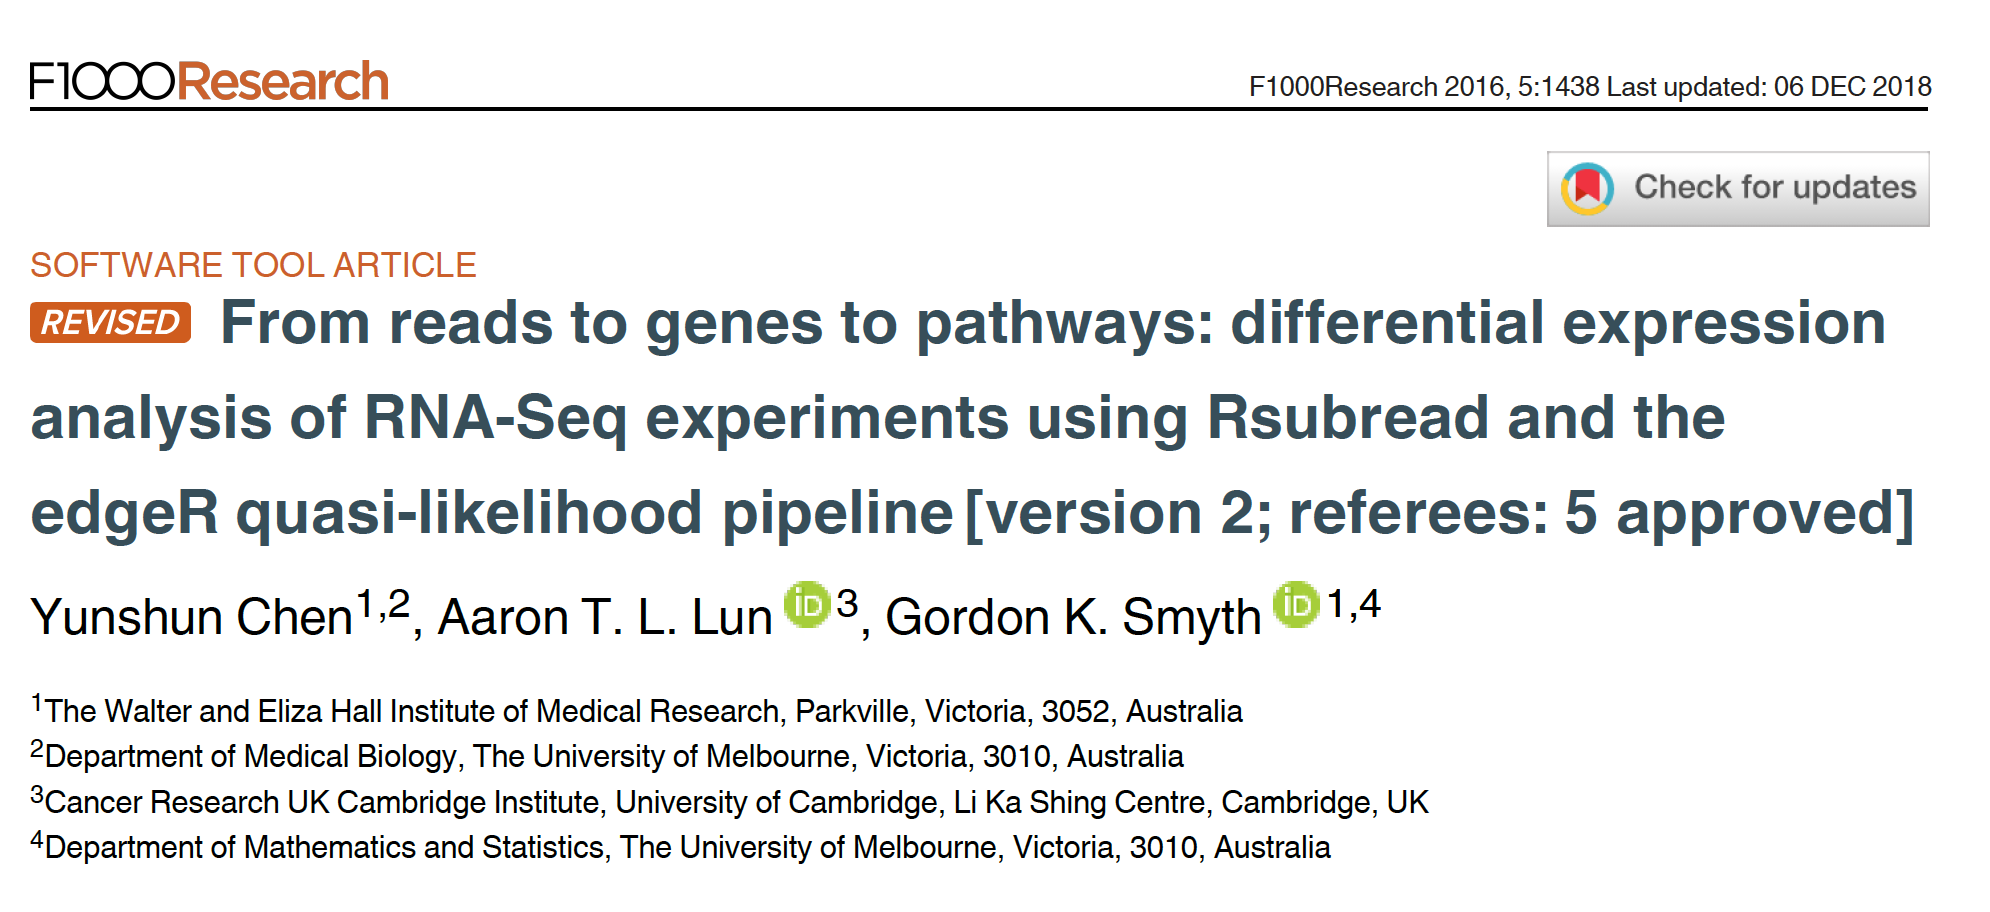 F1000Research
F1000Research 2016, 5:1438 Last updated: 06 DEC 2018
Check for updates
SOFTWARE TOOL ARTICLE
REVISED From reads to genes to pathways: differential expression
analysis of RNA-Seq experiments using Rsubread and the
edgeR quasi-likelihood pipeline [version 2; referees: 5 approved]
Yunshun Chen1,2, Aaron T. L. Lun iD 3, Gordon K. Smyth iD 1,4
1The Walter and Eliza Hall Institute of Medical Research, Parkville, Victoria, 3052, Australia
2Department of Medical Biology, The University of Melbourne, Victoria, 3010, Australia
3Cancer Research UK Cambridge Institute, University of Cambridge, Li Ka Shing Centre, Cambridge, UK
4Department of Mathematics and Statistics, The University of Melbourne, Victoria, 3010, Australia